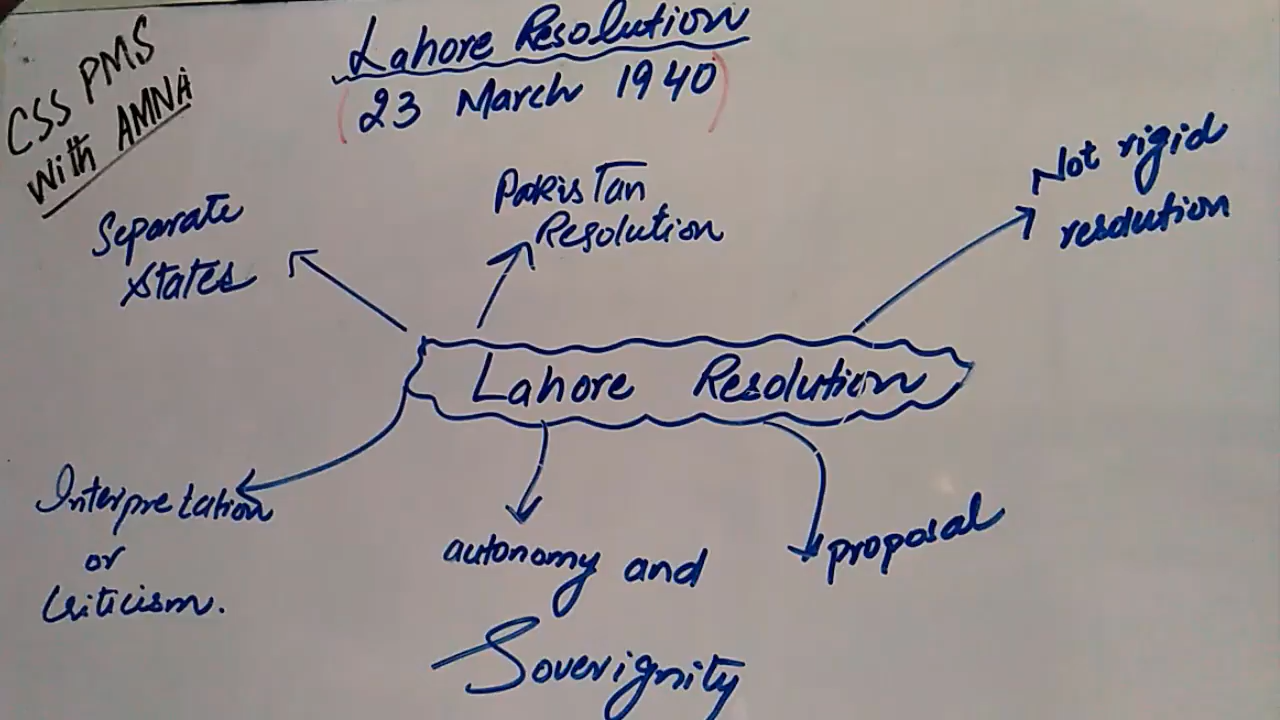 CSS PMS
With AMNA
Lahore Resolution
(23 March 1940)
Separate
States
Pakistan
Resolution
Not rigid
resolution
Lahore Resolution
Interpretation
or
Criticism.
autonomy and
Soverignity
proposal